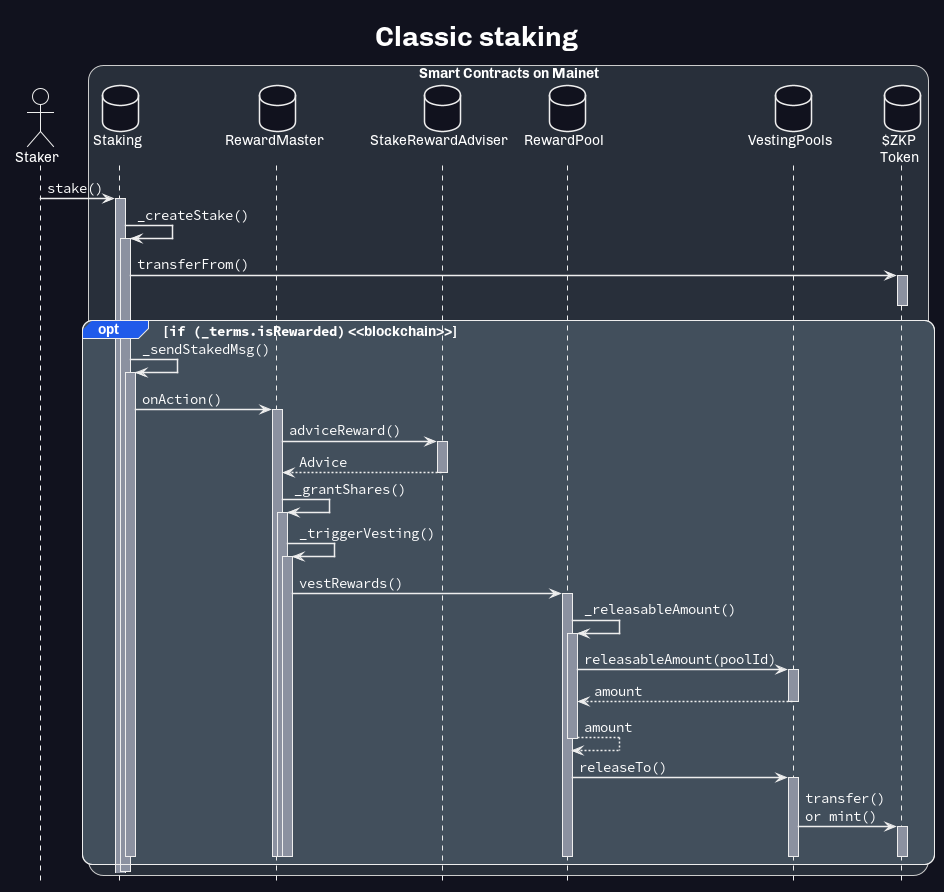 Classic staking
Smart Contracts on Mainet
Staker
Staking
RewardMaster
StakeRewardAdviser
RewardPool
VestingPools
$ZKP
Token
stake()
_createStake()
transferFrom()
opt
[if (_terms.isRewarded) <<blockchain>>]
_sendStakedMsg()
onAction()
adviceReward()
Advice
_grantShares()
_triggerVesting()
vestRewards()
_releasableAmount()
releasableAmount(poolId)
amount
amount
releaseTo()
transfer()
or mint()